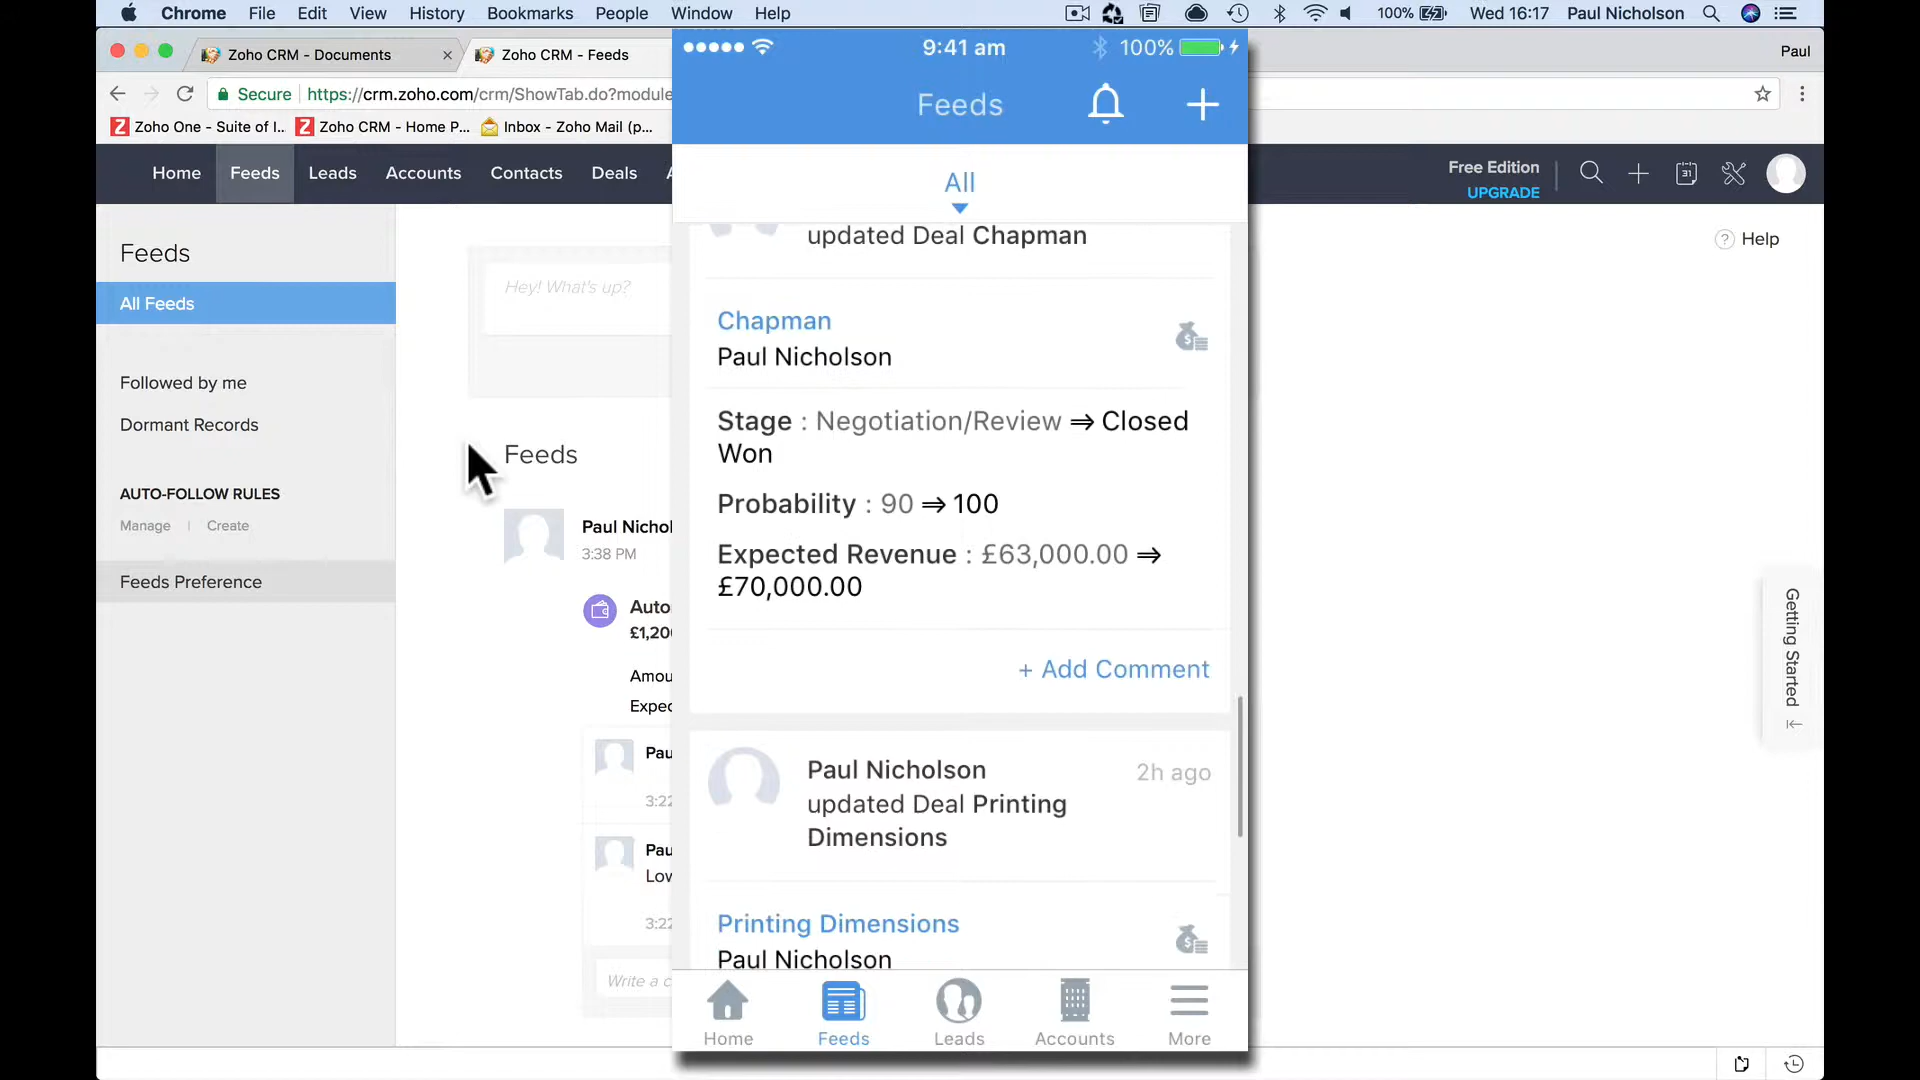 Chrome File Edit View History Bookmarks People Window Help 100% Wed 16:17 Paul Nicholson
Zoho CRM - Documents
Zoho CRM - Feeds
Paul
Secure https://crm.zoho.com/crm/ShowTab.do?module
Zoho One - Suite of I...
Zoho CRM - Home P...
Inbox - Zoho Mail (p...
Home Feeds Leads Accounts Contacts Deals A
Free Edition
UPGRADE
31
Feeds
All Feeds
Followed by me
Dormant Records
AUTO-FOLLOW RULES
Manage | Create
Feeds Preference
Hey! What's up?
Feeds
Paul Nichol
3:38 PM
Auto
£1,20
Amou
Expec
Pau
3:22
Pau
Low
3:22
Write a c
9:41 am
100%
Feeds
All
updated Deal Chapman
Chapman
Paul Nicholson
Stage : Negotiation/Review ⇒ Closed
Won
Probability : 90 ⇒ 100
Expected Revenue : £63,000.00 ⇒
£70,000.00
+ Add Comment
Paul Nicholson
2h ago
updated Deal Printing
Dimensions
Printing Dimensions
Paul Nicholson
Home Feeds Leads Accounts More
? Help
Getting Started